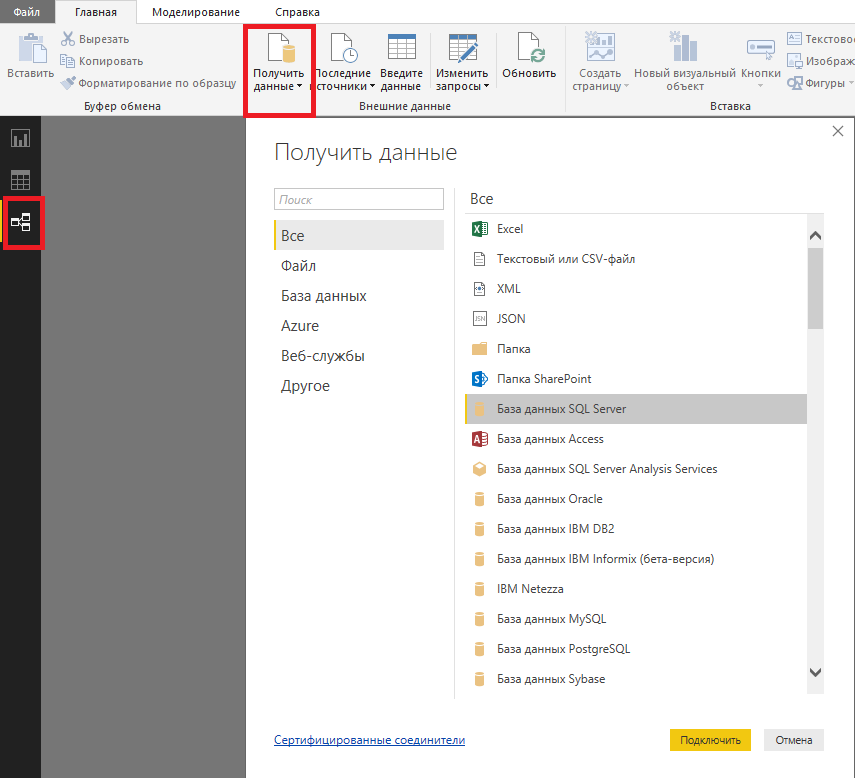 Файл Главная Моделирование Справка
Вставить
Вырезать
Копировать
Форматирование по образцу
Буфер обмена
Получить
данные
Последние
источники
Введите
данные
Изменить
запросы
Внешние данные
Обновить
Создать
страницу
Новый визуальный
объект
Кнопки
Текстовое
Изображ
Фигуры
Вставка
Получить данные
Поиск
Все
Файл
База данных
Azure
Веб-службы
Другое
Все
Excel
Текстовый или CSV-файл
XML
JSON
Папка
Папка SharePoint
База данных SQL Server
База данных Access
База данных SQL Server Analysis Services
База данных Oracle
База данных IBM DB2
База данных IBM Informix (бета-версия)
IBM Netezza
База данных MySQL
База данных PostgreSQL
База данных Sybase
Сертифицированные соединители
Подключить
Отмена